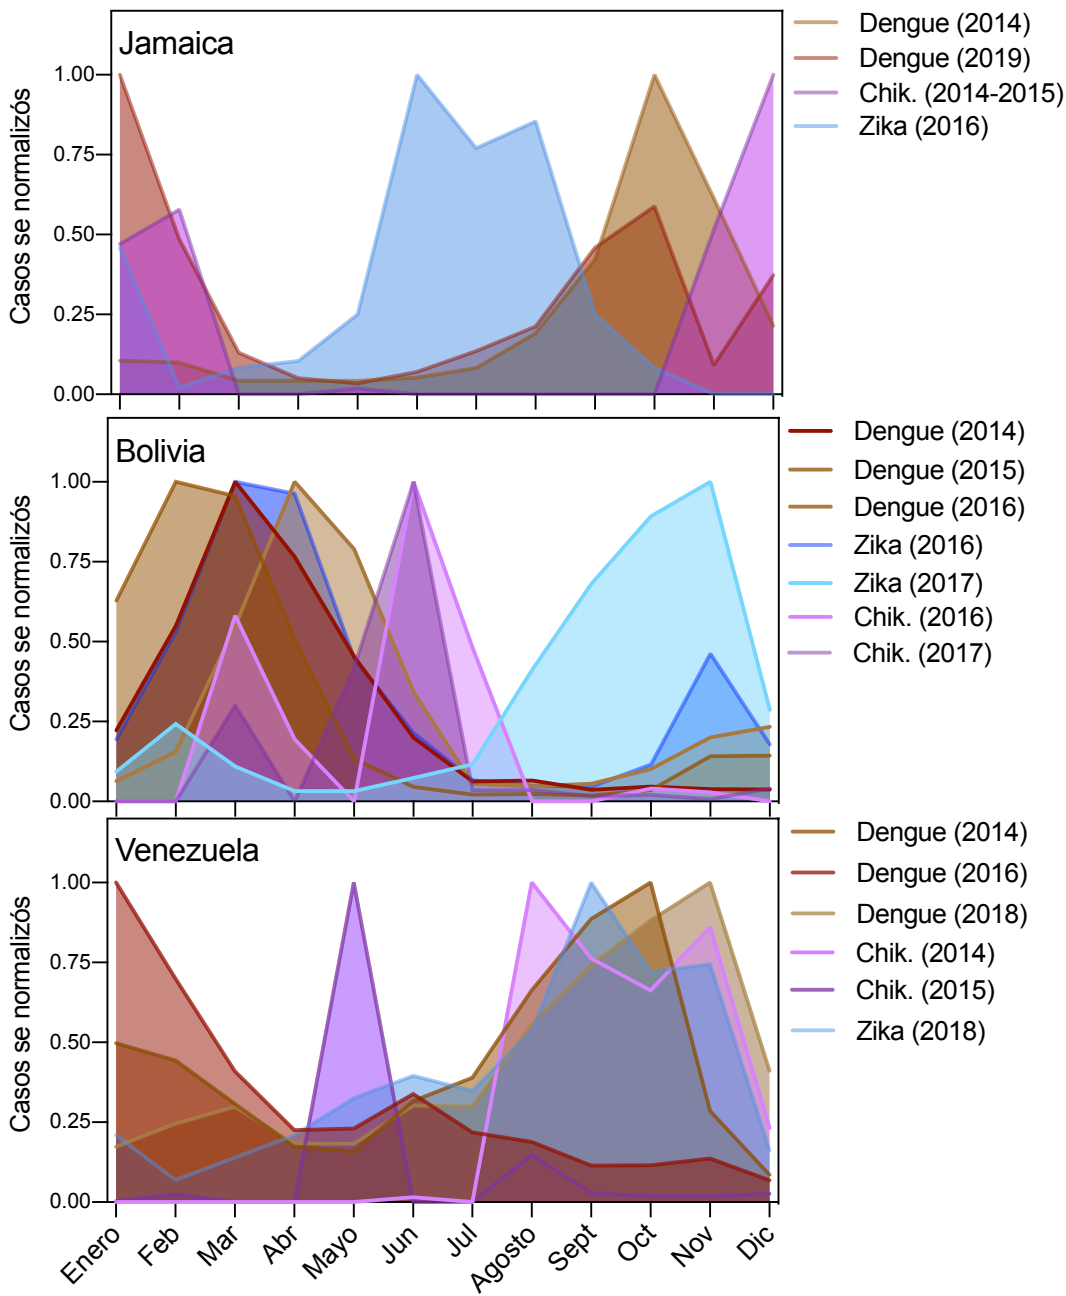 Jamaica
Casos se normalizós
1.00
0.75
0.50
0.25
0.00
Dengue (2014)
Dengue (2019)
Chik. (2014-2015)
Zika (2016)
Bolivia
Casos se normalizós
1.00
0.75
0.50
0.25
0.00
Dengue (2014)
Dengue (2015)
Dengue (2016)
Zika (2016)
Zika (2017)
Chik. (2016)
Chik. (2017)
Venezuela
Casos se normalizós
1.00
0.75
0.50
0.25
0.00
Dengue (2014)
Dengue (2016)
Dengue (2018)
Chik. (2014)
Chik. (2015)
Zika (2018)
Enero
Feb
Mar
Abr
Mayo
Jun
Jul
Agosto
Sept
Oct
Nov
Dic